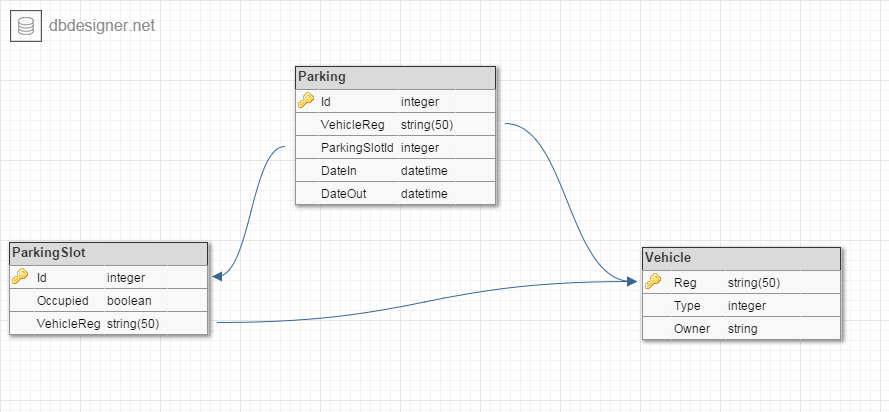 dbdesigner.net
Parking
Id integer
VehicleReg string(50)
ParkingSlotId integer
DateIn datetime
DateOut datetime
ParkingSlot
Id integer
Occupied boolean
VehicleReg string(50)
Vehicle
Reg string(50)
Type integer
Owner string